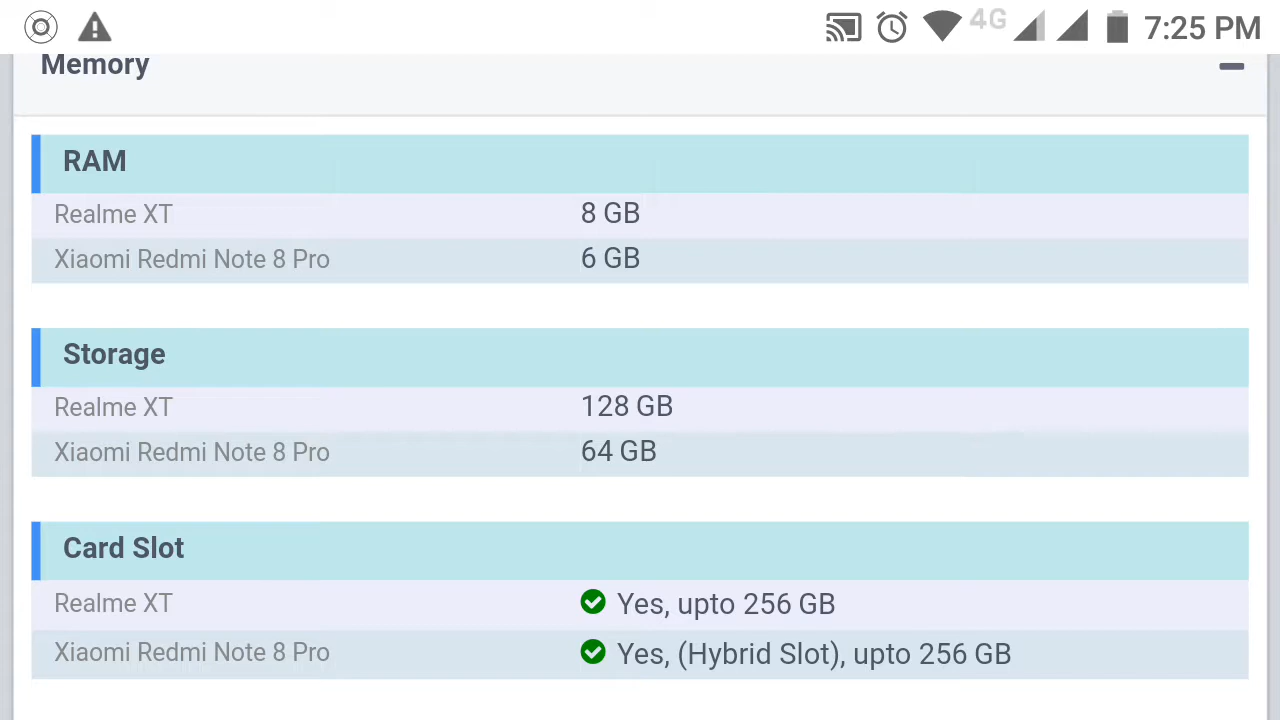 4G 7:25 PM
Memory
RAM
Realme XT 8 GB
Xiaomi Redmi Note 8 Pro 6 GB
Storage
Realme XT 128 GB
Xiaomi Redmi Note 8 Pro 64 GB
Card Slot
Realme XT Yes, upto 256 GB
Xiaomi Redmi Note 8 Pro Yes, (Hybrid Slot), upto 256 GB